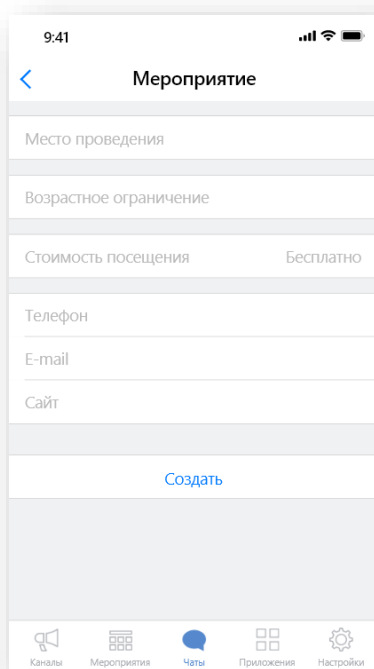 9:41
Мероприятие
Место проведения
Возрастное ограничение
Стоимость посещения Бесплатно
Телефон
E-mail
Сайт
Создать
Каналы Мероприятия Чаты Приложения Настройки